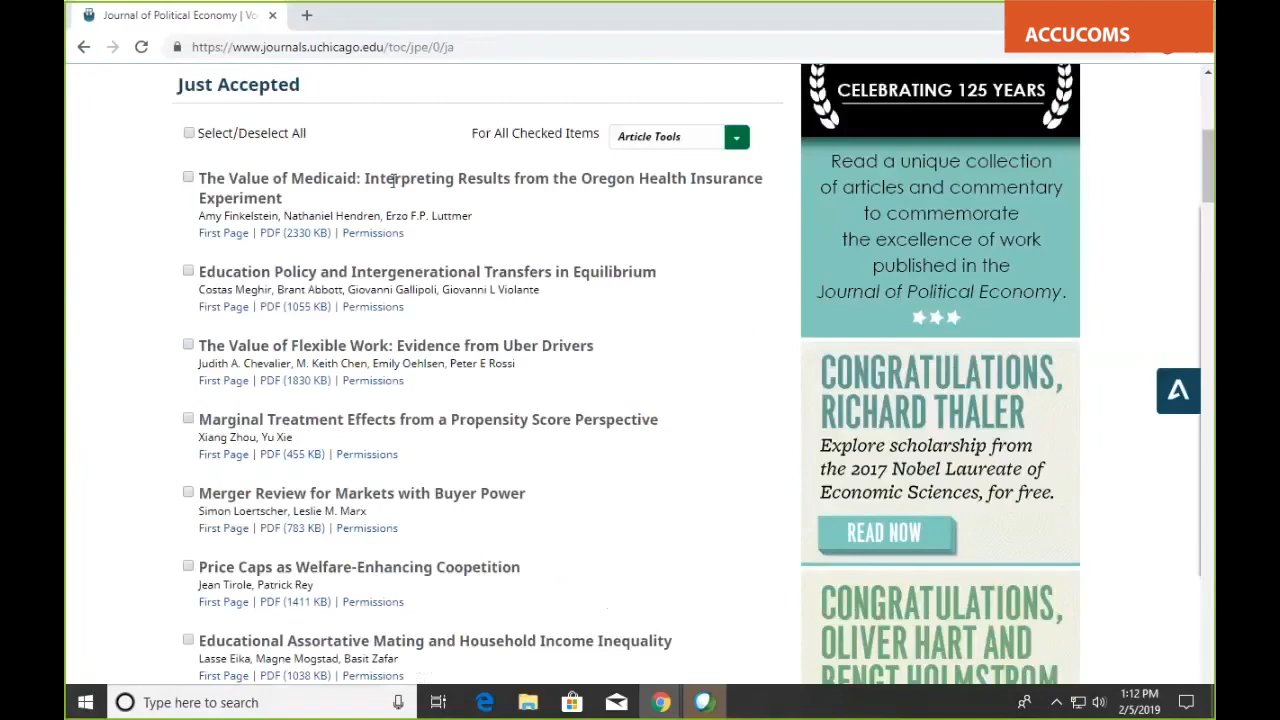 Journal of Political Economy | Vo
ACCUCOMS
https://www.journals.uchicago.edu/toc/jpe/0/ja
Just Accepted
Select/Deselect All
For All Checked Items
Article Tools
The Value of Medicaid: Interpreting Results from the Oregon Health Insurance
Experiment
Amy Finkelstein, Nathaniel Hendren, Erzo F.P. Luttmer
First Page | PDF (2330 KB) | Permissions
Education Policy and Intergenerational Transfers in Equilibrium
Costas Meghir, Brant Abbott, Giovanni Gallipoli, Giovanni L Violante
First Page | PDF (1055 KB) | Permissions
The Value of Flexible Work: Evidence from Uber Drivers
Judith A. Chevalier, M. Keith Chen, Emily Oehlsen, Peter E Rossi
First Page | PDF (1830 KB) | Permissions
Marginal Treatment Effects from a Propensity Score Perspective
Xiang Zhou, Yu Xie
First Page | PDF (455 KB) | Permissions
Merger Review for Markets with Buyer Power
Simon Loertscher, Leslie M. Marx
First Page | PDF (783 KB) | Permissions
Price Caps as Welfare-Enhancing Coopetition
Jean Tirole, Patrick Rey
First Page | PDF (1411 KB) | Permissions
Educational Assortative Mating and Household Income Inequality
Lasse Eika, Magne Mogstad, Basit Zafar
First Page | PDF (1038 KB) | Permissions
CELEBRATING 125 YEARS
Read a unique collection
of articles and commentary
to commemorate
the excellence of work
published in the
Journal of Political Economy.
CONGRATULATIONS,
RICHARD THALER
Explore scholarship from
the 2017 Nobel Laureate of
Economic Sciences, for free.
READ NOW
CONGRATULATIONS,
OLIVER HART AND
BENGT HOLMSTROM
Type here to search
1:12 PM
2/5/2019